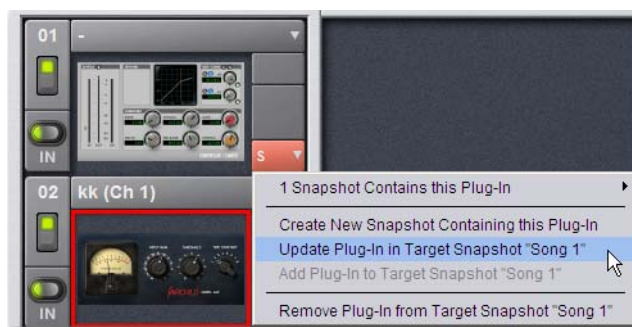 01
-
IN
S
02
kk (Ch 1)
IN
1 Snapshot Contains this Plug-In
Create New Snapshot Containing this Plug-In
Update Plug-In in Target Snapshot "Song 1"
Add Plug-In to Target Snapshot "Song 1"
Remove Plug-In from Target Snapshot "Song 1"